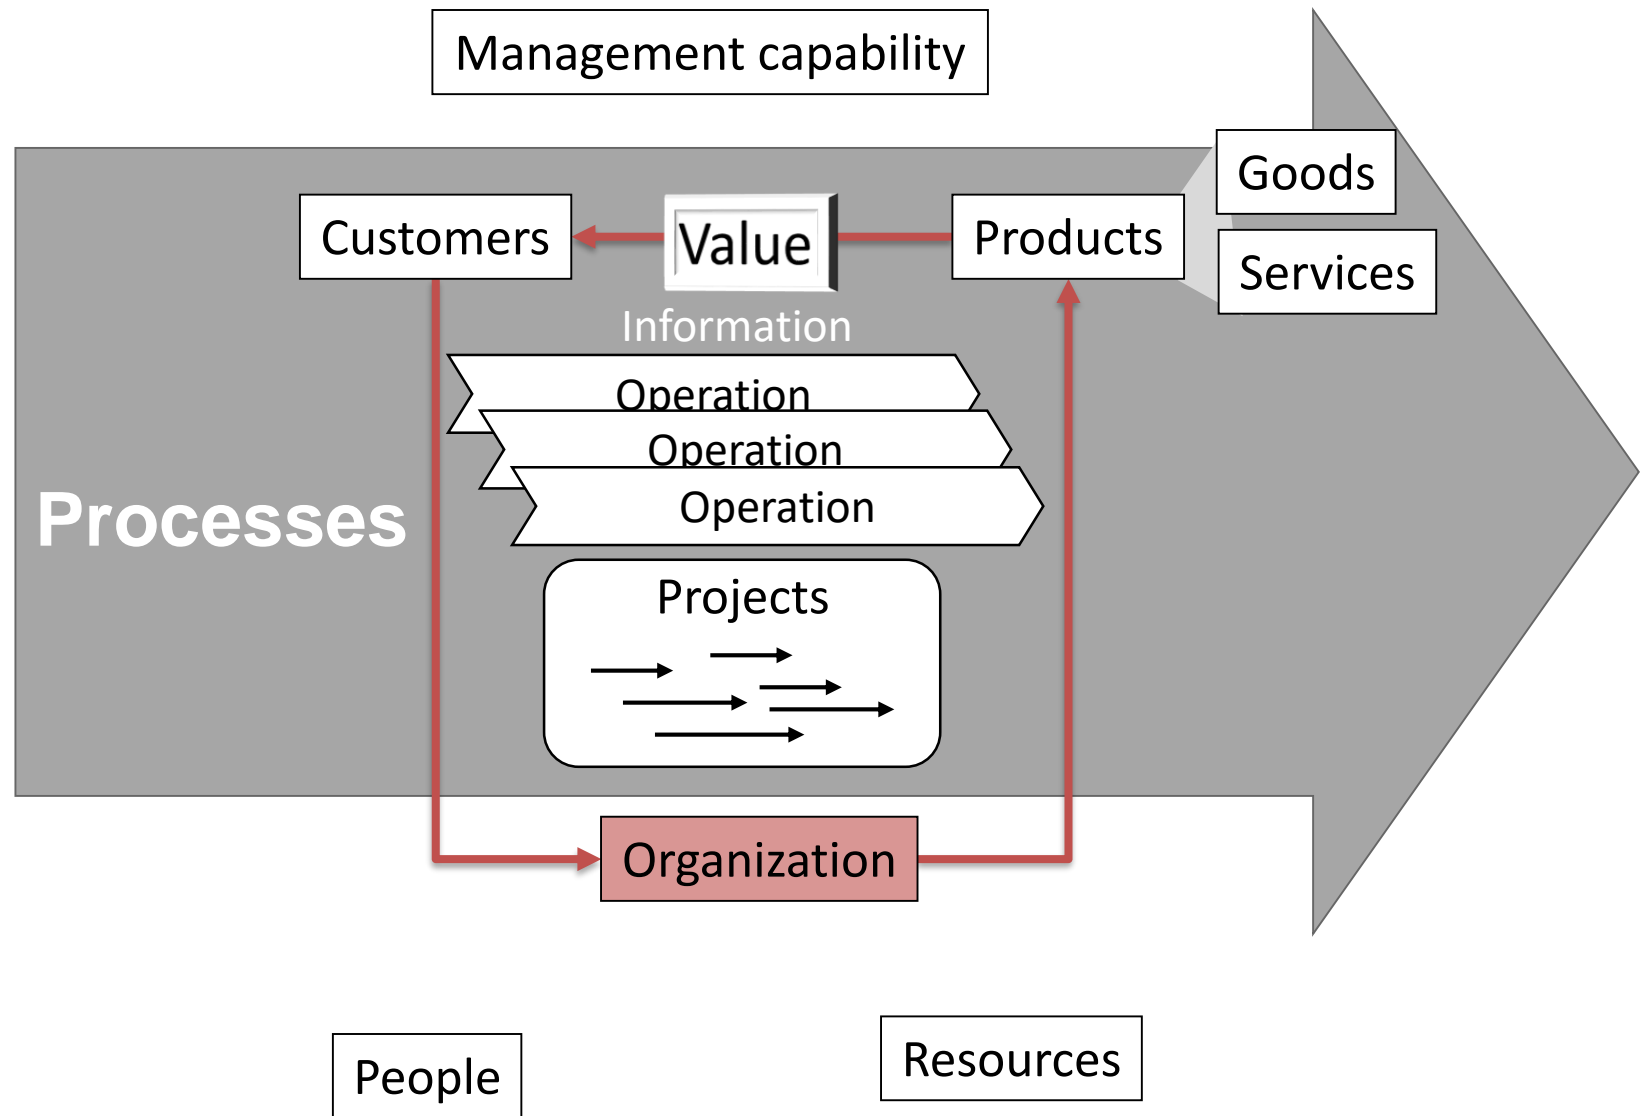 Management capability
Goods
Customers
Value
Products
Services
Information
Operation
Operation
Operation
Processes
Projects
Organization
Resources
People